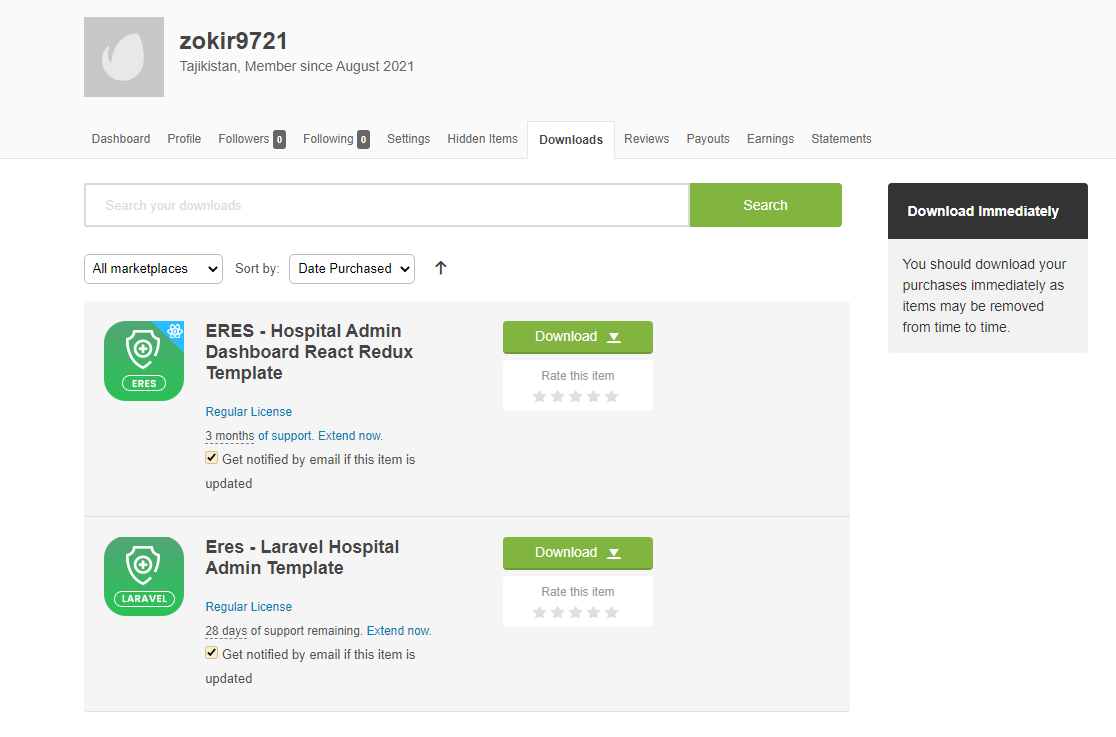 zokir9721
Tajikistan, Member since August 2021
Dashboard Profile Followers 0 Following 0 Settings Hidden Items Downloads Reviews Payouts Earnings Statements
Search your downloads Search
Download Immediately
You should download your
purchases immediately as
items may be removed
from time to time.
All marketplaces Sort by: Date Purchased
ERES
ERES - Hospital Admin
Dashboard React Redux
Template
Regular License
3 months of support. Extend now.
Get notified by email if this item is
updated
Download
Rate this item
LARAVEL
Eres - Laravel Hospital
Admin Template
Regular License
28 days of support remaining. Extend now.
Get notified by email if this item is
updated
Download
Rate this item